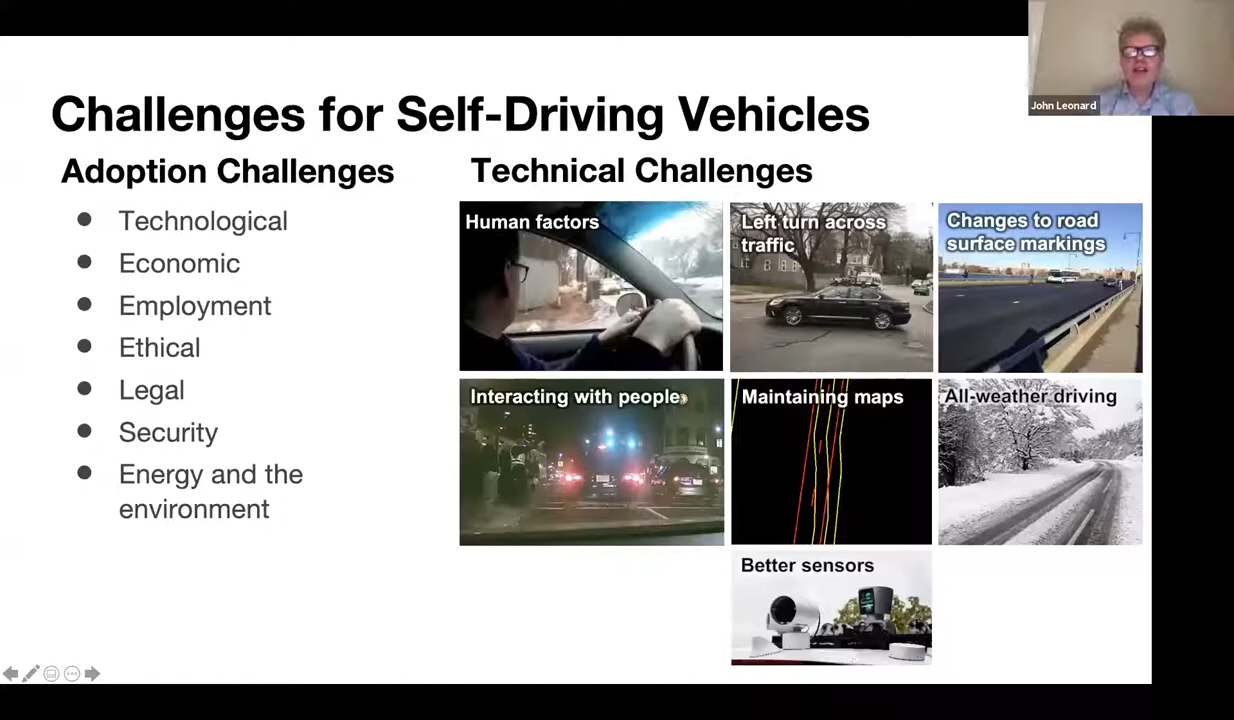 John Leonard
Challenges for Self-Driving Vehicles
Adoption Challenges
Technological
Economic
Employment
Ethical
Legal
Security
Energy and the
environment
Technical Challenges
Human factors
Left turn across
traffic
Changes to road
surface markings
Interacting with people
Maintaining maps
All-weather driving
Better sensors